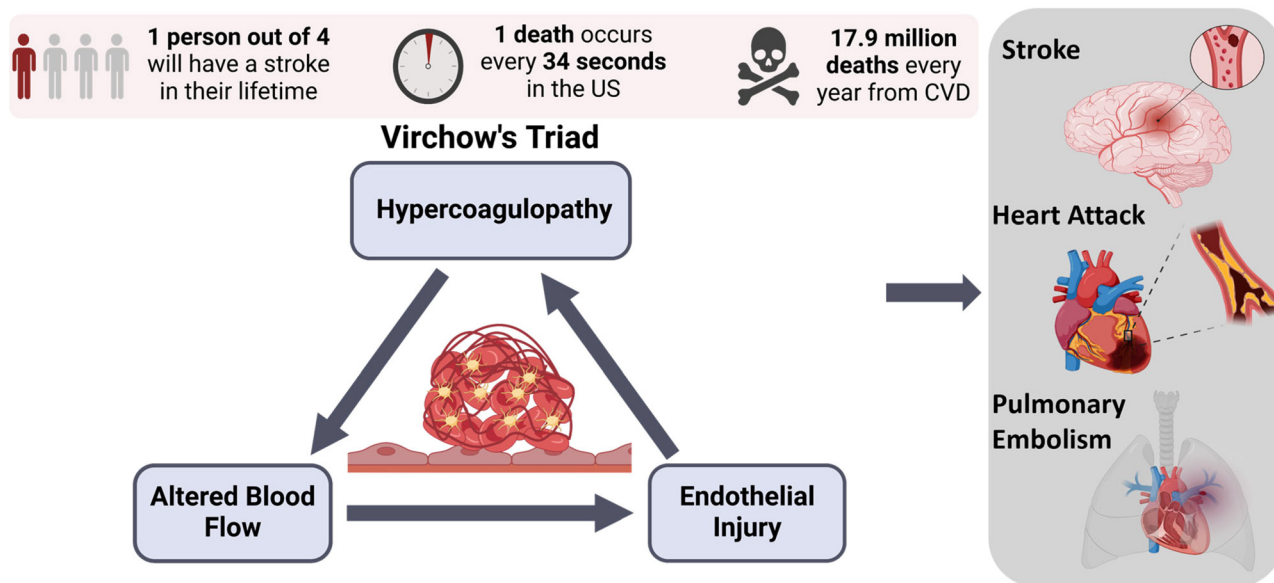 1 person out of 4
will have a stroke
in their lifetime
1 death occurs
every 34 seconds
in the US
17.9 million
deaths every
year from CVD
Virchow's Triad
Hypercoagulopathy
Altered Blood
Flow
Endothelial
Injury
Stroke
Heart Attack
Pulmonary
Embolism